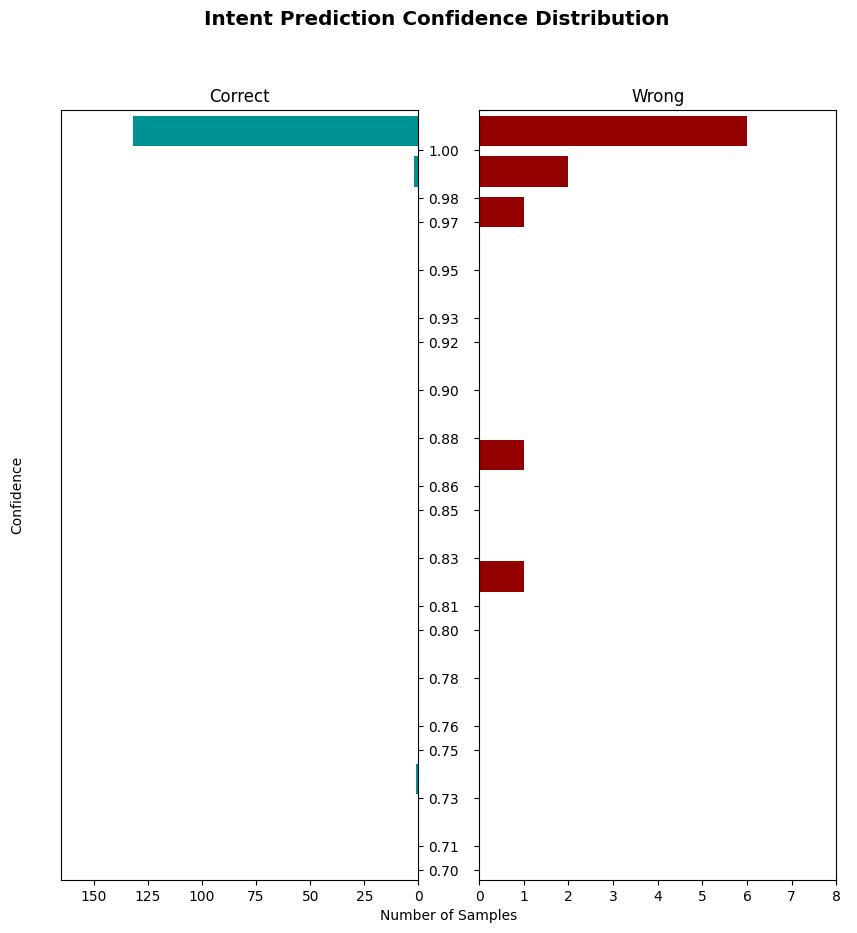 Intent Prediction Confidence Distribution
Correct
Wrong
1.00
0.98
0.97
0.95
0.93
0.92
0.90
0.88
0.86
0.85
0.83
0.81
0.80
0.78
0.76
0.75
0.73
0.71
0.70
Confidence
150 125 100 75 50 25 0
0 1 2 3 4 5 6 7 8
Number of Samples